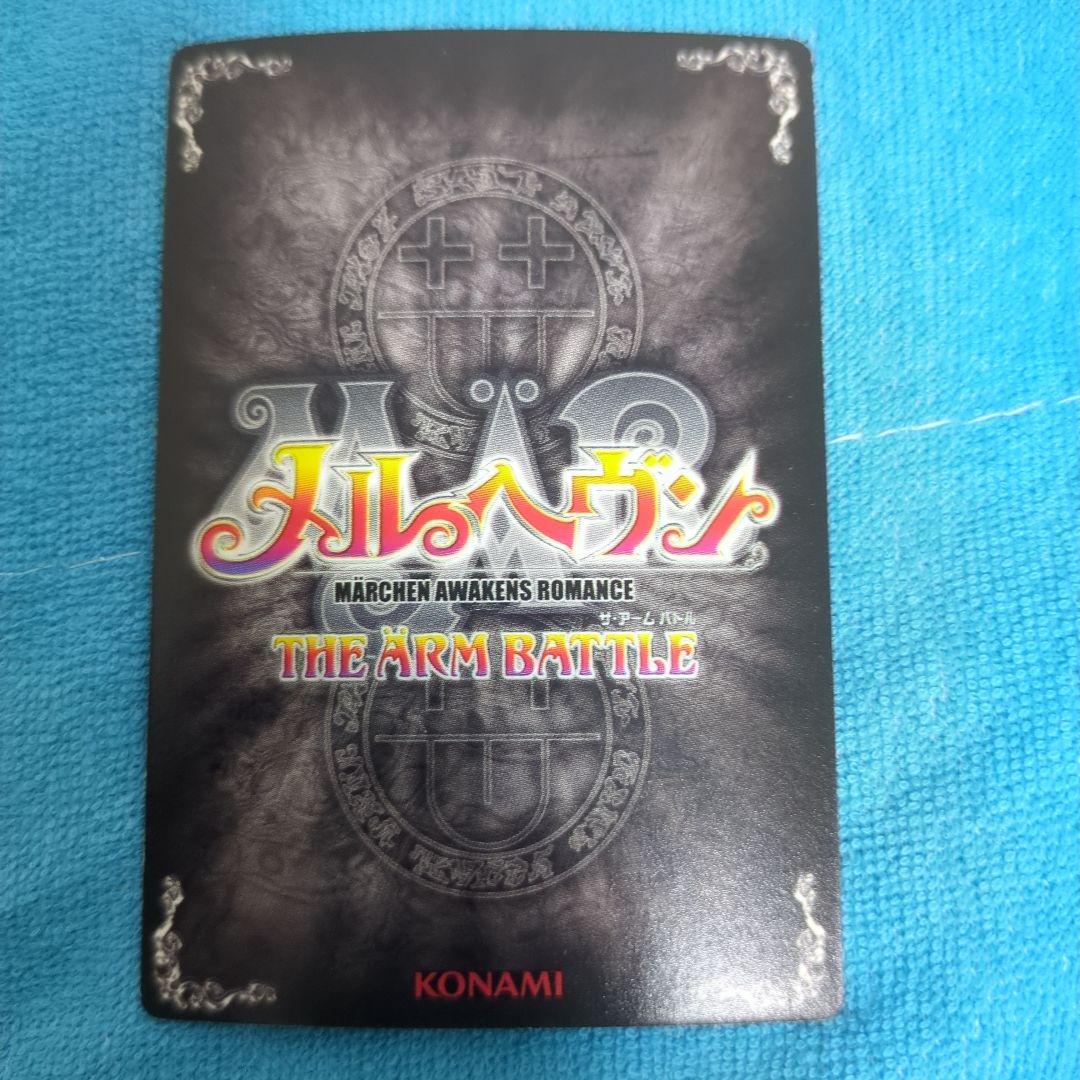 MÄR
メルヘヴン
MÄRCHEN AWAKENS ROMANCE
ザ・アーム バトル
THE ÄRM BATTLE
KONAMI